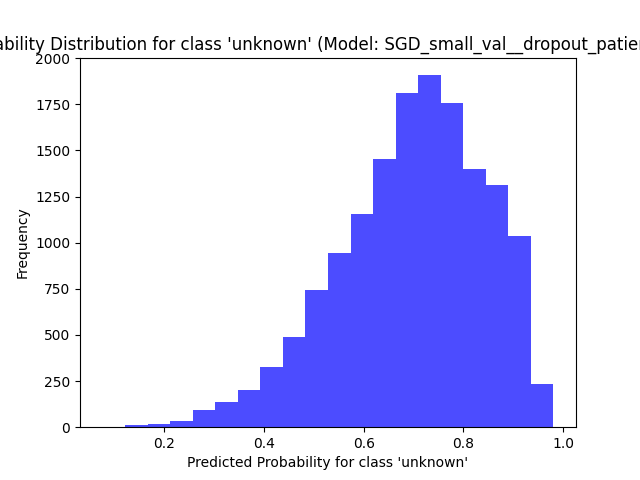 Distribution for class 'unknown' (Model: SGD_small_val__dropout_patie
2000
1750
1500
1250
1000
750
500
250
0
Frequency
0.2 0.4 0.6 0.8 1.0
Predicted Probability for class 'unknown'